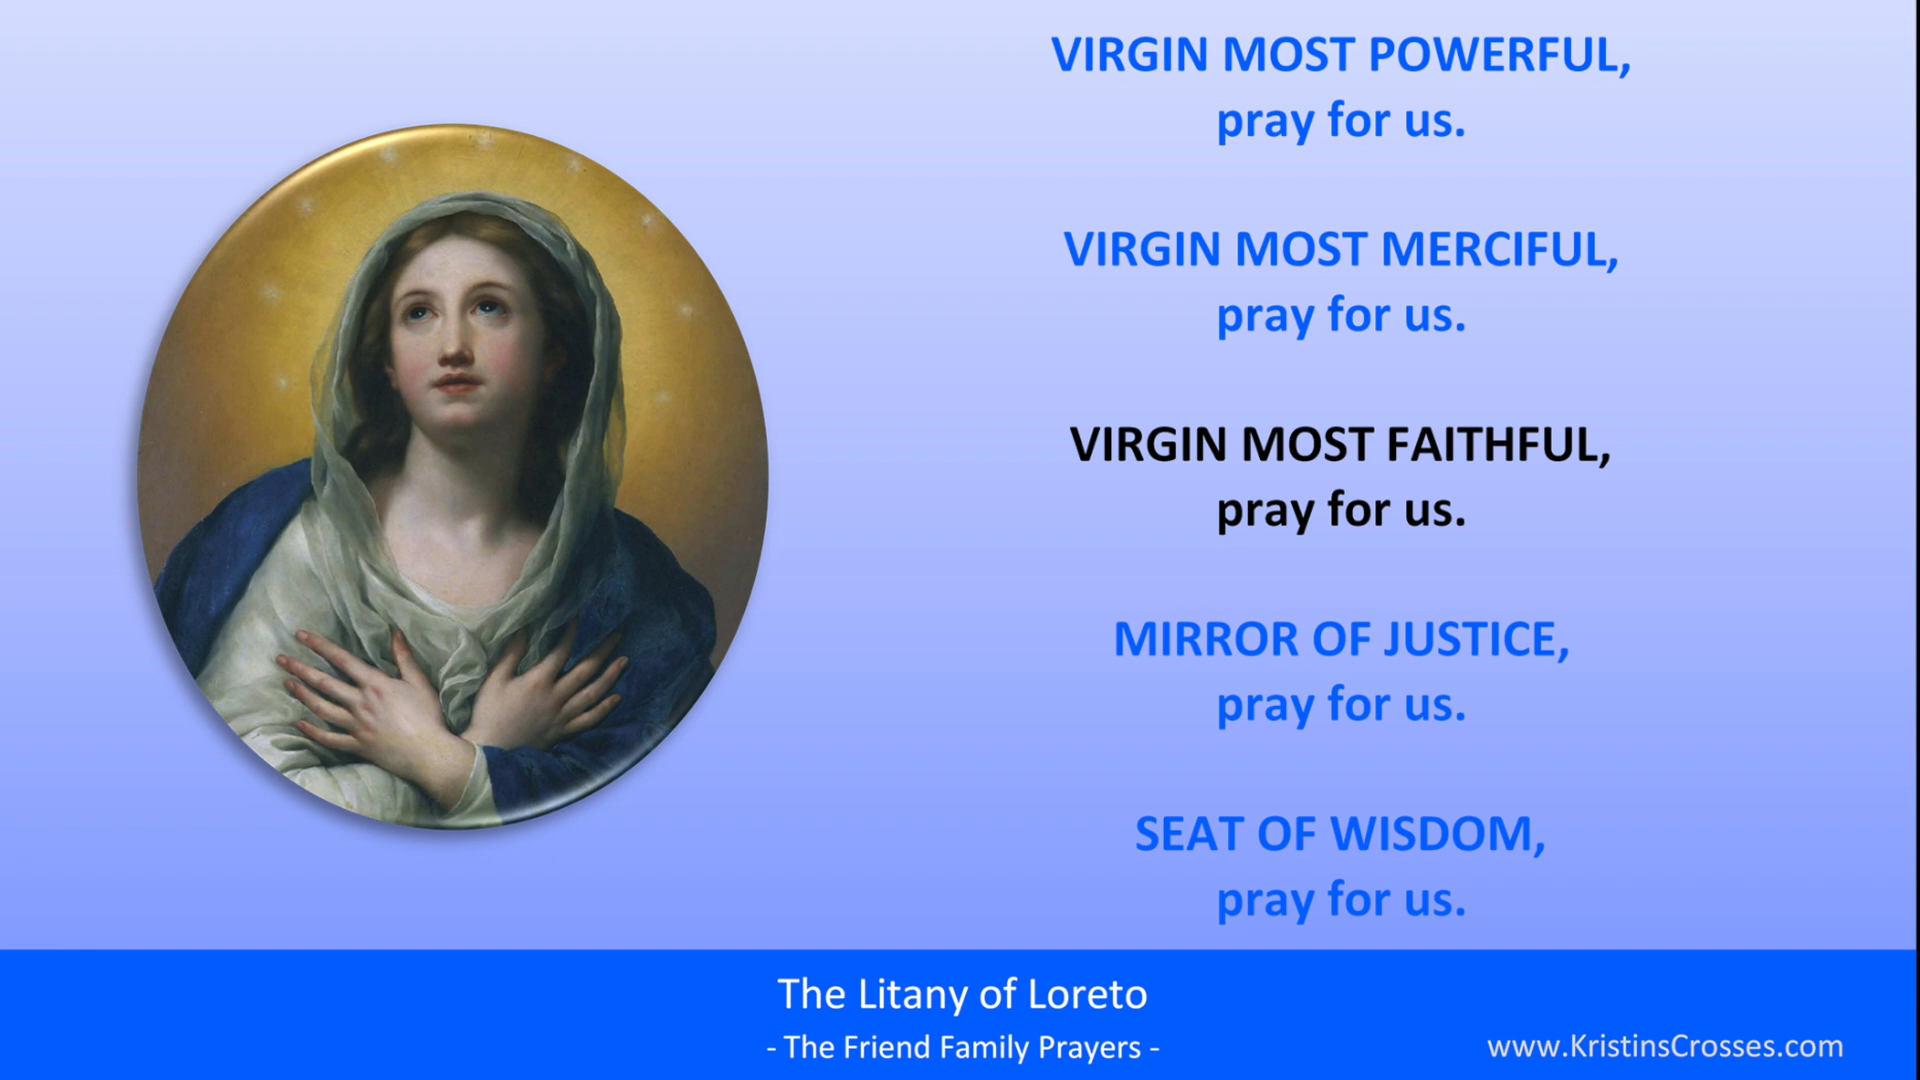 VIRGIN MOST POWERFUL,
pray for us.
VIRGIN MOST MERCIFUL,
pray for us.
VIRGIN MOST FAITHFUL,
pray for us.
MIRROR OF JUSTICE,
pray for us.
SEAT OF WISDOM,
pray for us.
The Litany of Loreto
- The Friend Family Prayers -
www.KristinsCrosses.com